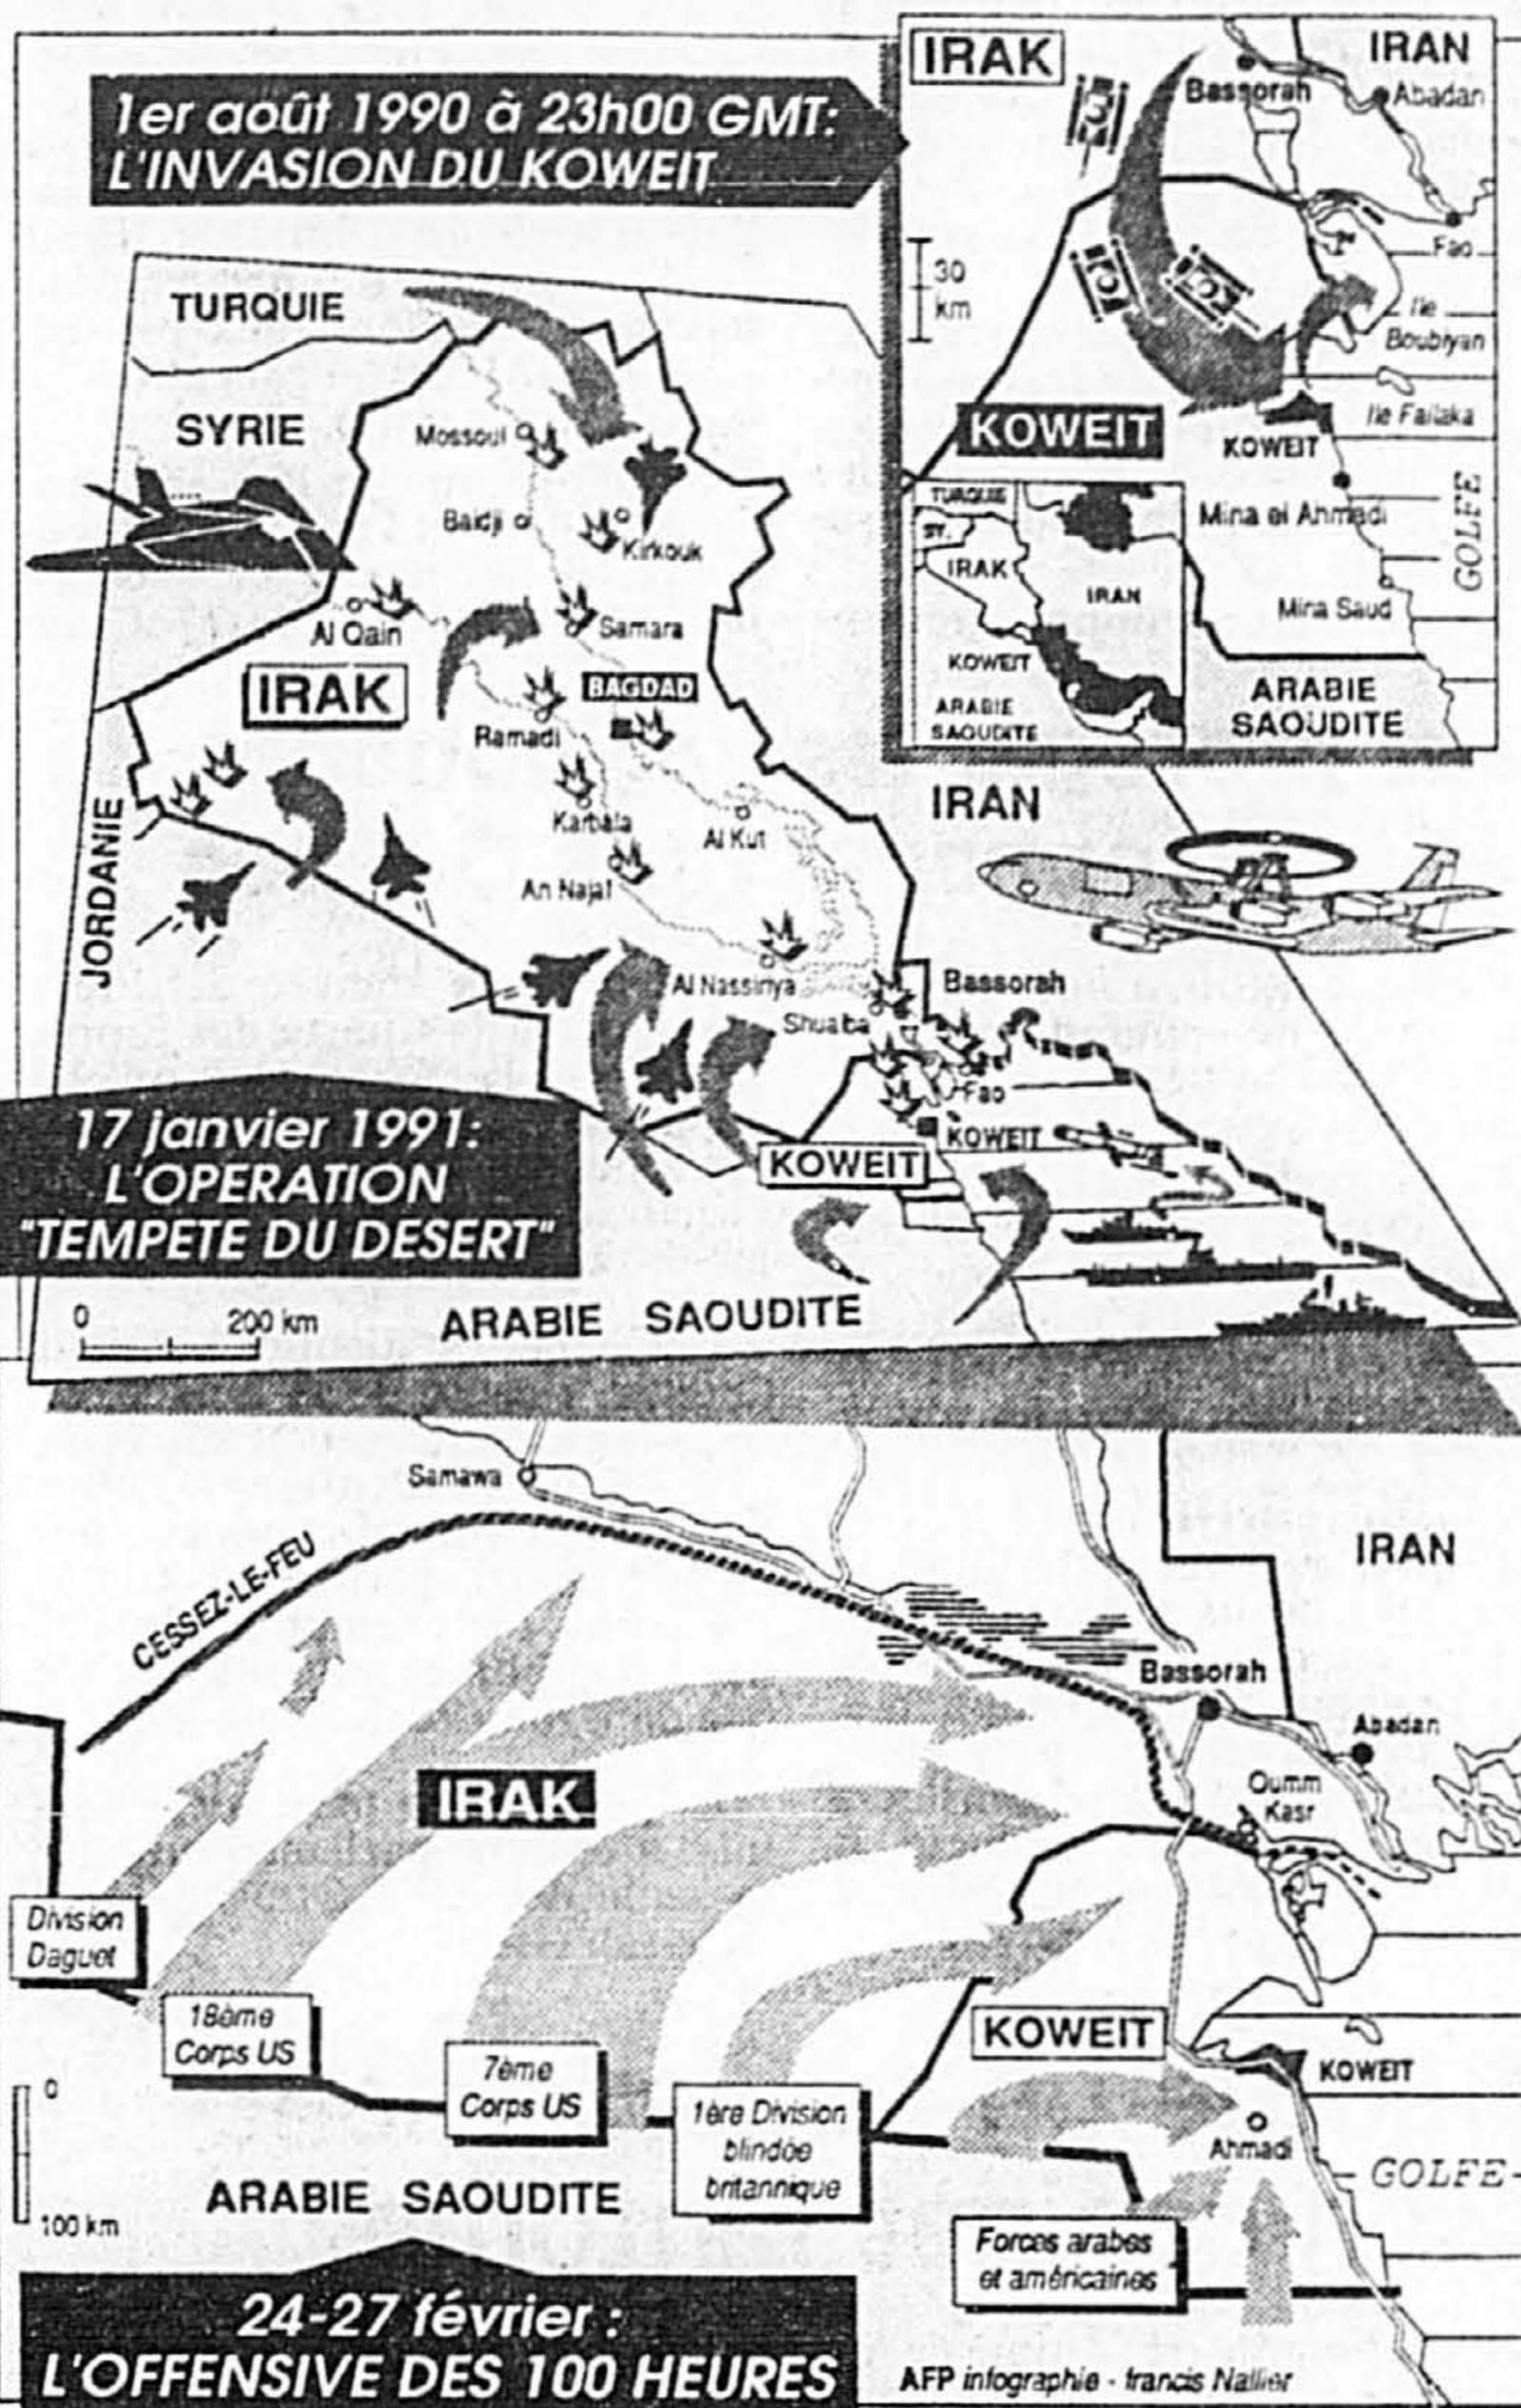 1er août 1990 à 23h00 GMT:
L'INVASION DU KOWEIT
IRAK
IRAN
Bassorah
Abadan
Fao
30
km
Ile
Boubiyan
Ile Failaka
KOWEIT
KOWEIT
Mina el Ahmadi
GOLFE
Mina Saud
ARABIE
SAOUDITE
TURQUIE
SY.
IRAK
IRAN
KOWEIT
ARABIE
SAOUDITE
TURQUIE
SYRIE
Mossoul
Baidji
Kirkouk
Al Qain
Samara
IRAK
BAGDAD
Ramadi
Karbala
Al Kut
An Najaf
JORDANIE
IRAN
Al Nassirya
Bassorah
Shuaiba
Fao
KOWEIT
KOWEIT
17 janvier 1991:
L'OPERATION
"TEMPETE DU DESERT"
0 200 km
ARABIE SAOUDITE
Samawa
CESSEZ-LE-FEU
IRAN
Bassorah
Abadan
Oumm
Kasr
IRAK
Division
Daguet
18ème
Corps US
7ème
Corps US
1ère Division
blindée
britannique
KOWEIT
KOWEIT
Ahmadi
GOLFE
0
100 km
ARABIE SAOUDITE
Forces arabes
et américaines
24-27 février :
L'OFFENSIVE DES 100 HEURES
AFP infographie - francis Nallier